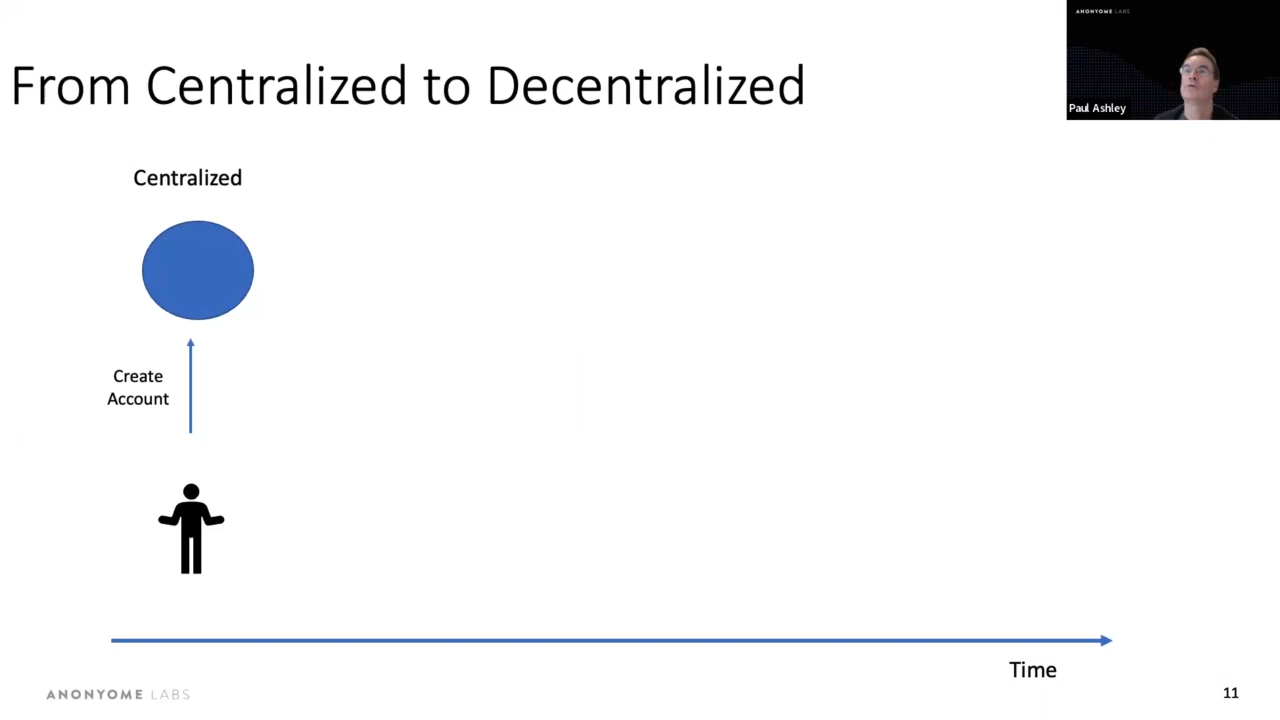 ANONYOME LABS
From Centralized to Decentralized
Paul Ashley
Centralized
Create
Account
Time
ANONYOME LABS
11